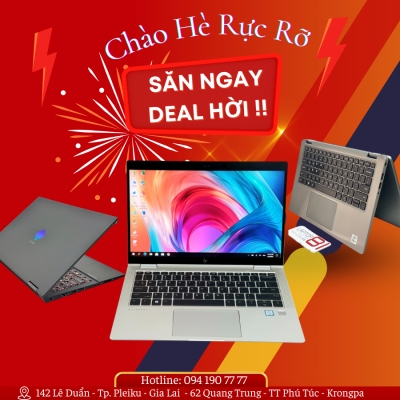 Chào Hè Rực Rỡ
SĂN NGAY
DEAL HỜI !!
Hotline: 094 190 77 77
142 Lê Duẩn - Tp. Pleiku - Gia Lai - 62 Quang Trung - TT Phú Túc - Krongpa